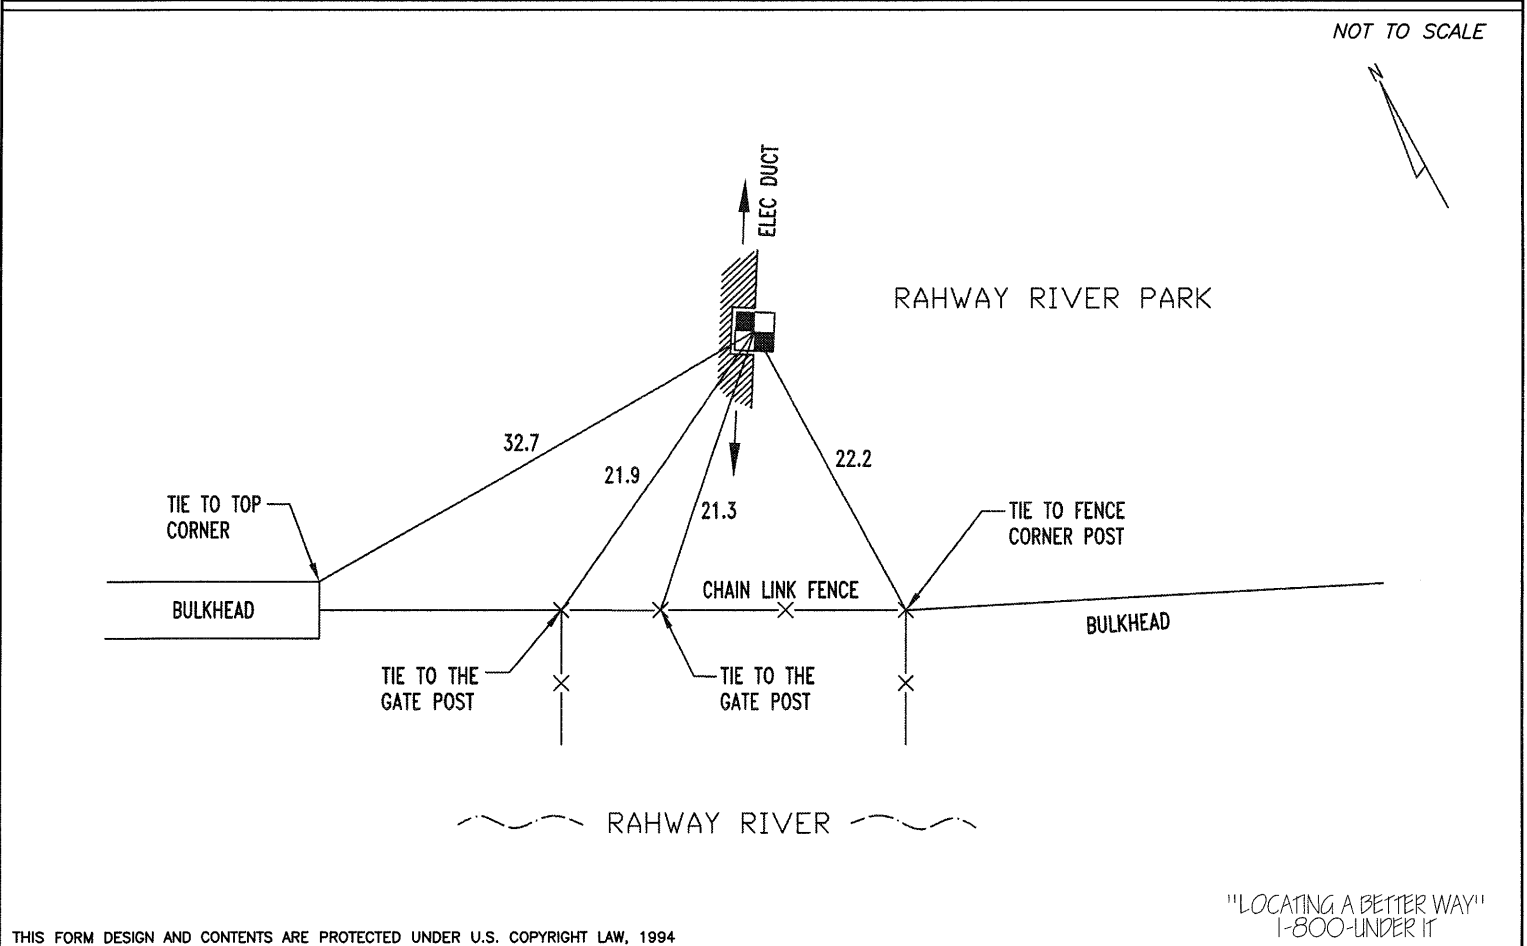 NOT TO SCALE
N
ELEC DUCT
RAHWAY RIVER PARK
32.7
21.9
22.2
21.3
TIE TO TOP
CORNER
TIE TO FENCE
CORNER POST
CHAIN LINK FENCE
BULKHEAD
BULKHEAD
TIE TO THE
GATE POST
TIE TO THE
GATE POST
RAHWAY RIVER
"LOCATING A BETTER WAY"
1-800-UNDER IT
THIS FORM DESIGN AND CONTENTS ARE PROTECTED UNDER U.S. COPYRIGHT LAW, 1994